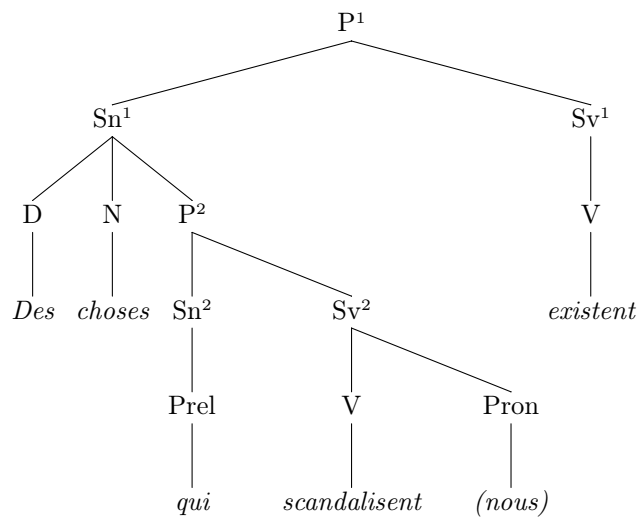 P¹
Sn¹ Sv¹
D N P² V
Des choses Sn² Sv² existent
Prel V Pron
qui scandalisent (nous)